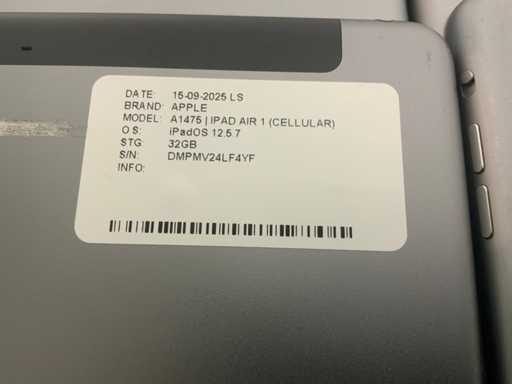 DATE: 15-09-2025 LS
BRAND: APPLE
MODEL: A1475 | IPAD AIR 1 (CELLULAR)
OS: iPadOS 12.5.7
STG: 32GB
S/N: DMPMV24LF4YF
INFO: